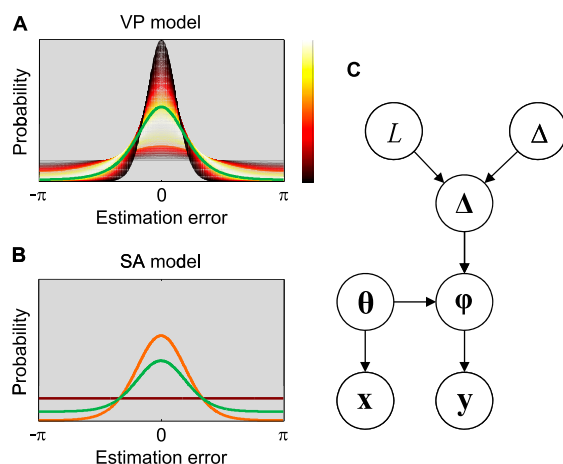 A
VP model
Probability
-π 0 π
Estimation error
B
SA model
Probability
-π 0 π
Estimation error
C
L Δ
Δ
θ φ
x y